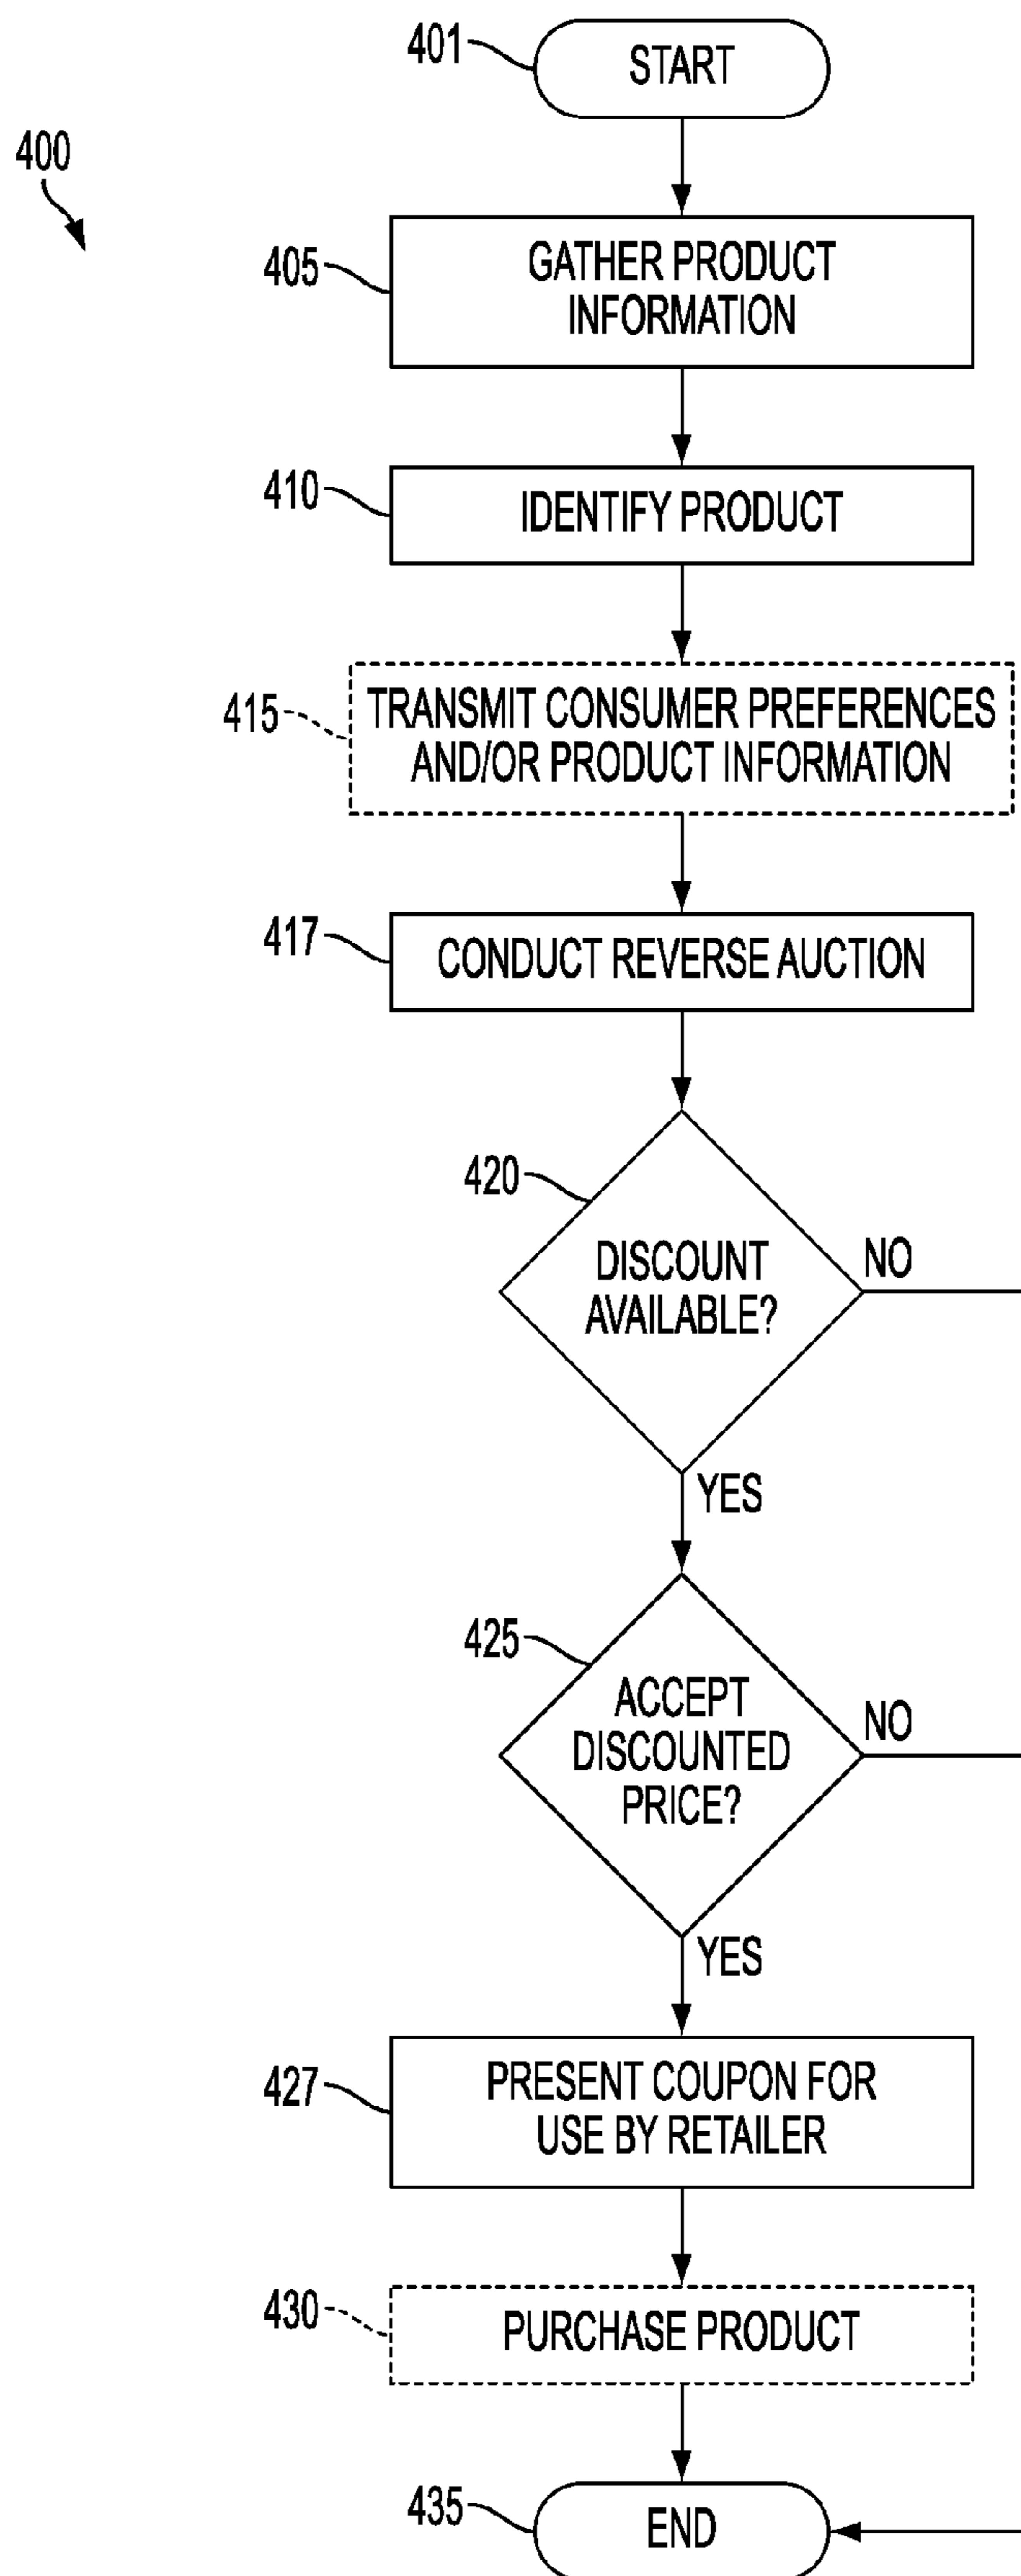 401
START
400
405
GATHER PRODUCT
INFORMATION
410
IDENTIFY PRODUCT
415
TRANSMIT CONSUMER PREFERENCES
AND/OR PRODUCT INFORMATION
417
CONDUCT REVERSE AUCTION
420
DISCOUNT
AVAILABLE?
NO
YES
425
ACCEPT
DISCOUNTED
PRICE?
NO
YES
427
PRESENT COUPON FOR
USE BY RETAILER
430
PURCHASE PRODUCT
435
END